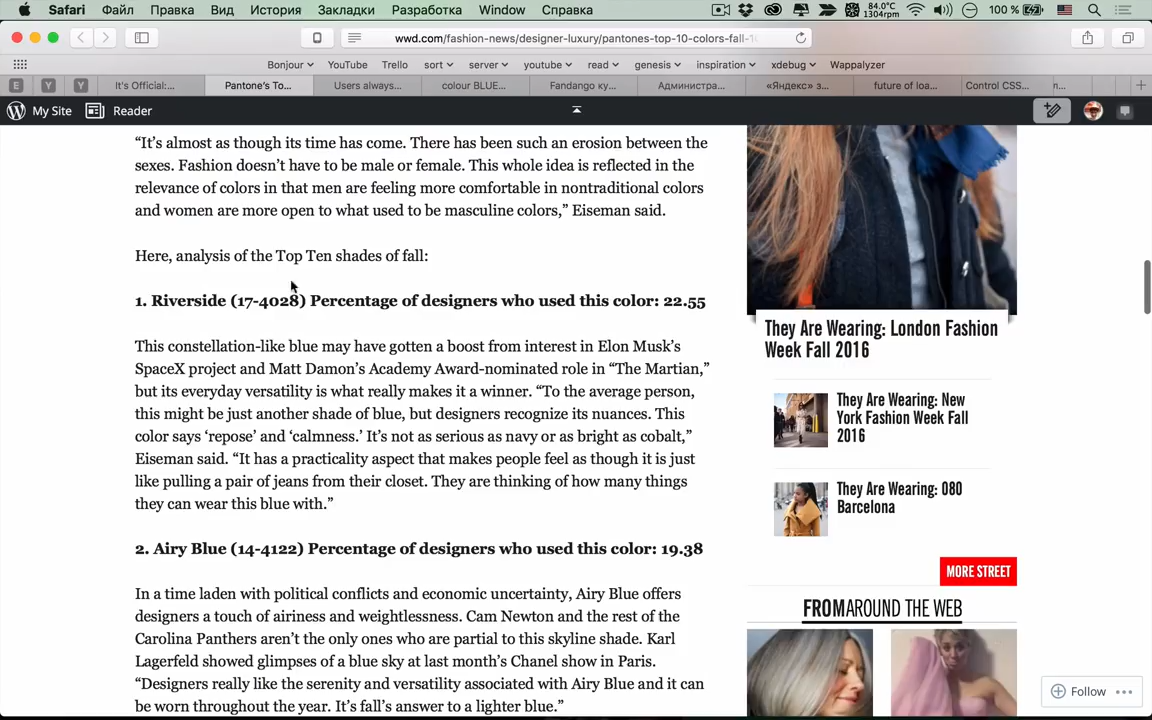 Safari Файл Правка Вид История Закладки Разработка Window Справка
84.0°C
1304rpm
100 %
wwd.com/fashion-news/designer-luxury/pantones-top-10-colors-fall-1
Bonjour YouTube Trello sort server youtube read genesis inspiration xdebug Wappalyzer
E Y Y It's Official:... Pantone's To... Users always... colour BLUE... Fandango ку... Администра... «Яндекс» з... future of loa... Control CSS...
My Site Reader
“It’s almost as though its time has come. There has been such an erosion between the
sexes. Fashion doesn’t have to be male or female. This whole idea is reflected in the
relevance of colors in that men are feeling more comfortable in nontraditional colors
and women are more open to what used to be masculine colors,” Eiseman said.
Here, analysis of the Top Ten shades of fall:
1. Riverside (17-4028) Percentage of designers who used this color: 22.55
This constellation-like blue may have gotten a boost from interest in Elon Musk’s
SpaceX project and Matt Damon’s Academy Award-nominated role in “The Martian,”
but its everyday versatility is what really makes it a winner. “To the average person,
this might be just another shade of blue, but designers recognize its nuances. This
color says ‘repose’ and ‘calmness.’ It’s not as serious as navy or as bright as cobalt,”
Eiseman said. “It has a practicality aspect that makes people feel as though it is just
like pulling a pair of jeans from their closet. They are thinking of how many things
they can wear this blue with.”
2. Airy Blue (14-4122) Percentage of designers who used this color: 19.38
In a time laden with political conflicts and economic uncertainty, Airy Blue offers
designers a touch of airiness and weightlessness. Cam Newton and the rest of the
Carolina Panthers aren’t the only ones who are partial to this skyline shade. Karl
Lagerfeld showed glimpses of a blue sky at last month’s Chanel show in Paris.
“Designers really like the serenity and versatility associated with Airy Blue and it can
be worn throughout the year. It’s fall’s answer to a lighter blue.”
They Are Wearing: London Fashion
Week Fall 2016
They Are Wearing: New
York Fashion Week Fall
2016
They Are Wearing: 080
Barcelona
MORE STREET
FROM AROUND THE WEB
Follow